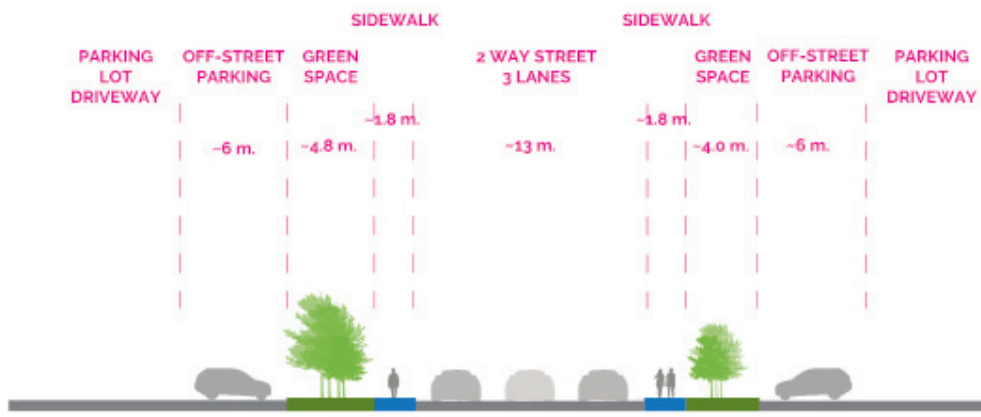 SIDEWALK
SIDEWALK
PARKING
LOT
DRIVEWAY
OFF-STREET
PARKING
GREEN
SPACE
2 WAY STREET
3 LANES
GREEN
SPACE
OFF-STREET
PARKING
PARKING
LOT
DRIVEWAY
~1.8 m.
~1.8 m.
~6 m.
~4.8 m.
~13 m.
~4.0 m.
~6 m.